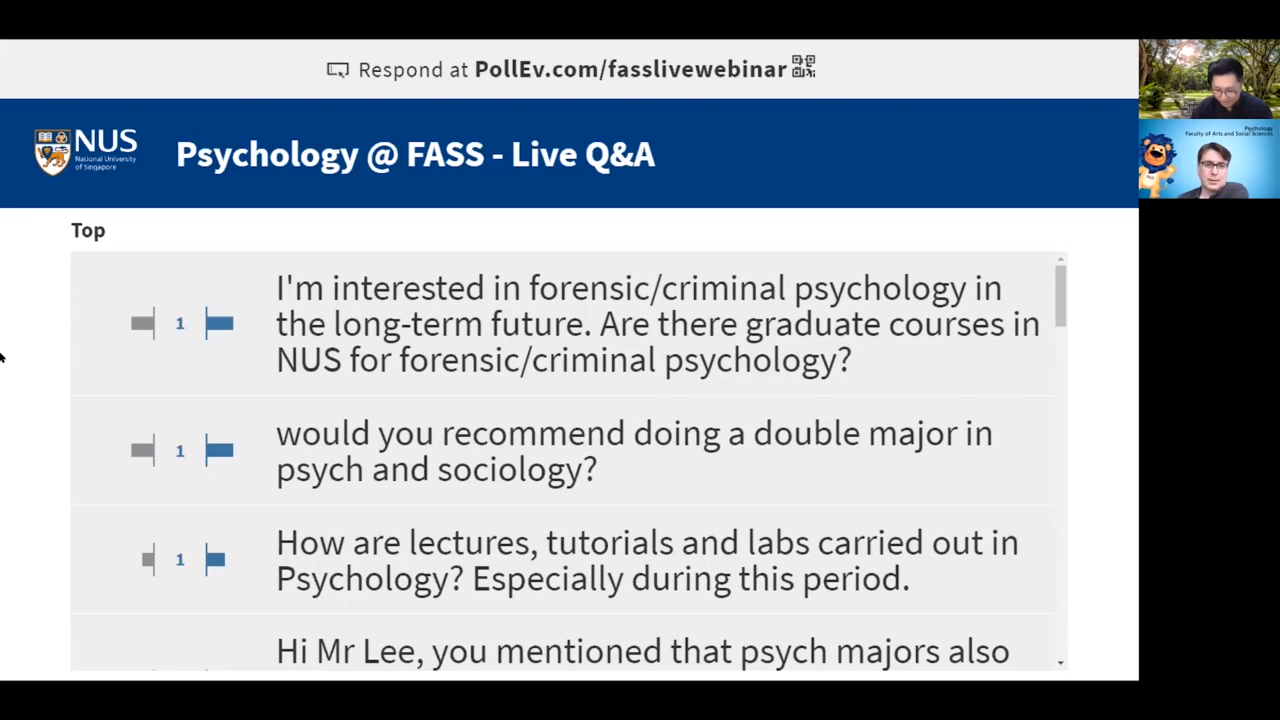 Respond at PollEv.com/fasslivewebinar
NUS
National University
of Singapore
Psychology @ FASS - Live Q&A
Psychology
Faculty of Arts and Social Sciences
Top
I'm interested in forensic/criminal psychology in
the long-term future. Are there graduate courses in
NUS for forensic/criminal psychology?
1
would you recommend doing a double major in
psych and sociology?
1
How are lectures, tutorials and labs carried out in
Psychology? Especially during this period.
1
Hi Mr Lee, you mentioned that psych majors also